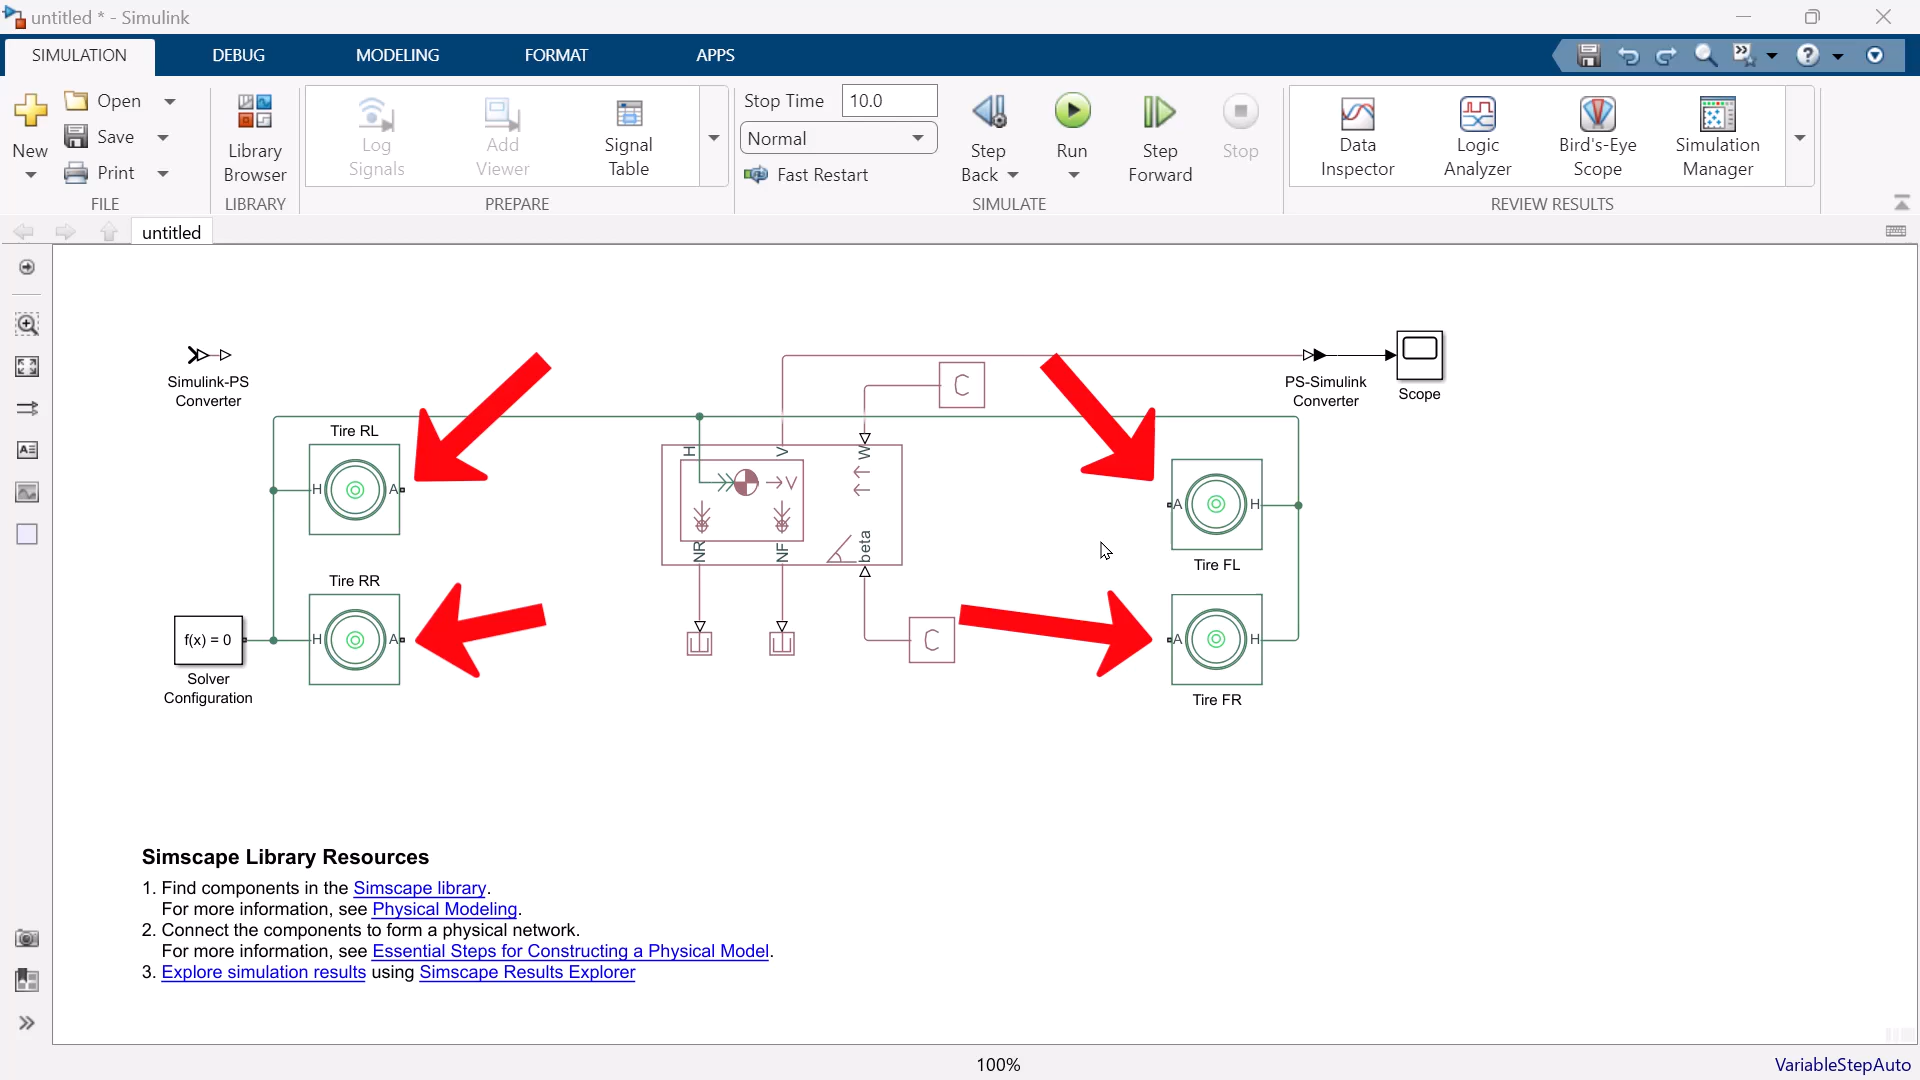 untitled * - Simulink
SIMULATION
DEBUG
MODELING
FORMAT
APPS
New
Open
Save
Print
FILE
Library
Browser
LIBRARY
Log
Signals
Add
Viewer
Signal
Table
PREPARE
Stop Time 10.0
Normal
Fast Restart
Step
Back
Run
Step
Forward
Stop
SIMULATE
Data
Inspector
Logic
Analyzer
Bird's-Eye
Scope
Simulation
Manager
REVIEW RESULTS
untitled
Simulink-PS
Converter
C
PS-Simulink
Converter
Scope
Tire RL
H A
H V W
V
NR NF beta
A H
Tire FL
Tire RR
f(x) = 0
H A
Solver
Configuration
C
A H
Tire FR
Simscape Library Resources
1. Find components in the Simscape library.
For more information, see Physical Modeling.
2. Connect the components to form a physical network.
For more information, see Essential Steps for Constructing a Physical Model.
3. Explore simulation results using Simscape Results Explorer
100%
VariableStepAuto